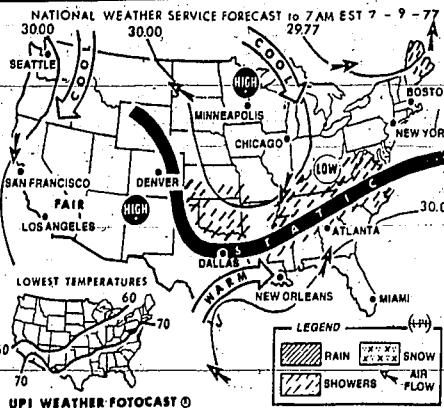 NATIONAL WEATHER SERVICE FORECAST to 7 AM EST 7 - 9 - 77
30.00
30.00
29.77
SEATTLE
COOL
COOL
HIGH
MINNEAPOLIS
BOSTO
NEW YOR
CHICAGO
LOW
SAN FRANCISCO
DENVER
FAIR
HIGH
LOS ANGELES
STATIC
30.0
ATLANTA
DALLAS
WARM
NEW ORLEANS
MIAMI
LOWEST TEMPERATURES
60
70
70
LEGEND
RAIN
SNOW
SHOWERS
AIR FLOW
UPI WEATHER FOTOCAST